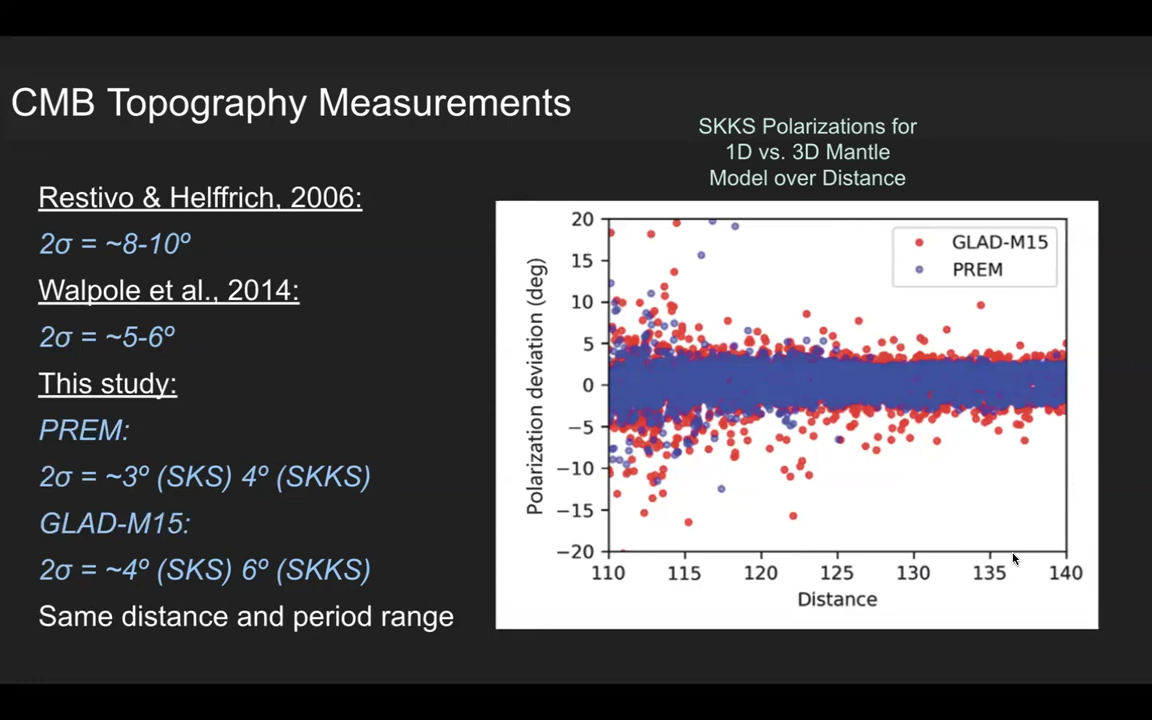 CMB Topography Measurements
SKKS Polarizations for
1D vs. 3D Mantle
Model over Distance
Restivo & Helffrich, 2006:
2σ = ~8-10º
Walpole et al., 2014:
2σ = ~5-6º
This study:
PREM:
2σ = ~3º (SKS) 4º (SKKS)
GLAD-M15:
2σ = ~4º (SKS) 6º (SKKS)
Same distance and period range
Polarization deviation (deg)
20
15
10
5
0
−5
−10
−15
−20
GLAD-M15
PREM
110 115 120 125 130 135 140
Distance